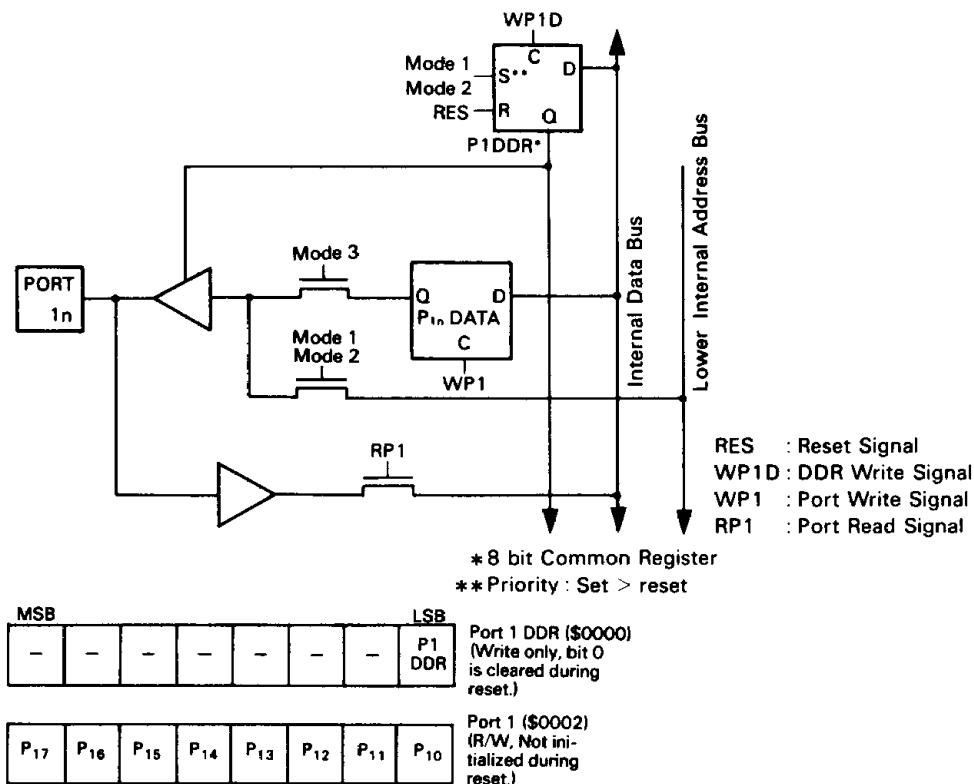 WP1D
Mode 1
Mode 2
RES
S**
C
D
R
Q
P1DDR*
Internal Data Bus
Lower Internal Address Bus
Mode 3
PORT
1n
Q
D
P1n DATA
C
WP1
Mode 1
Mode 2
RP1
RES : Reset Signal
WP1D : DDR Write Signal
WP1 : Port Write Signal
RP1 : Port Read Signal
*8 bit Common Register
**Priority : Set > reset
MSB
LSB
– – – – – – – P1
DDR
Port 1 DDR ($0000)
(Write only, bit 0
is cleared during
reset.)
P17 P16 P15 P14 P13 P12 P11 P10
Port 1 ($0002)
(R/W, Not ini-
tialized during
reset.)